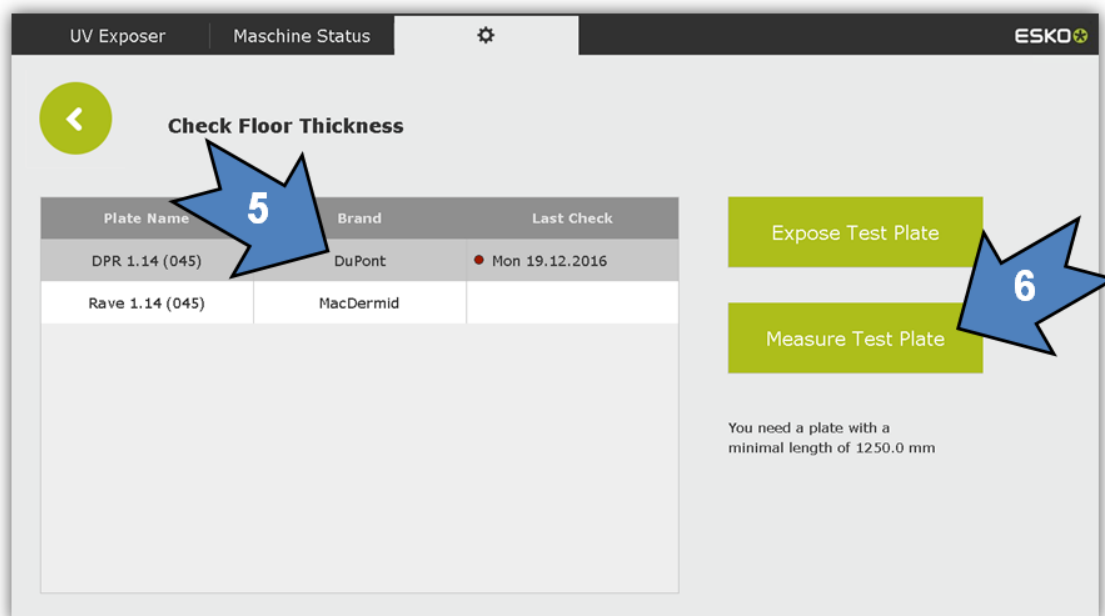 UV Exposer Maschine Status ESKO
Check Floor Thickness
5
Plate Name Brand Last Check
DPR 1.14 (045) DuPont Mon 19.12.2016
Rave 1.14 (045) MacDermid
Expose Test Plate
6
Measure Test Plate
You need a plate with a
minimal length of 1250.0 mm